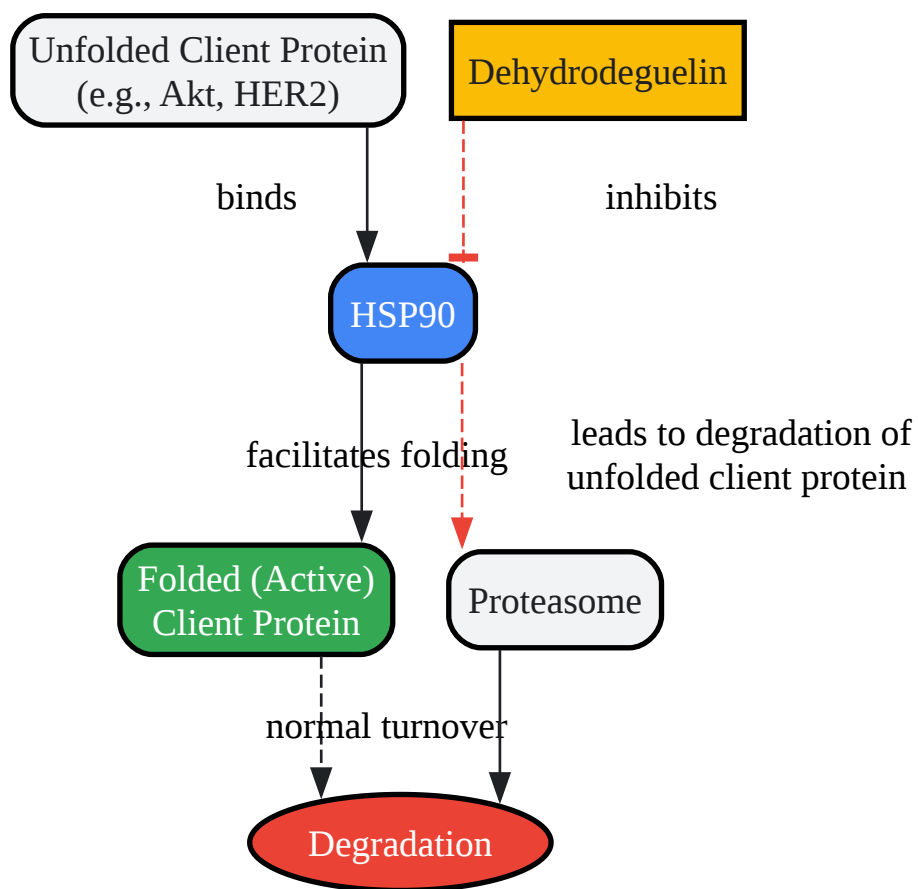 Unfolded Client Protein
(e.g., Akt, HER2)
Dehydrodeguelin
binds
inhibits
HSP90
facilitates folding
leads to degradation of
unfolded client protein
Folded (Active)
Client Protein
Proteasome
normal turnover
Degradation